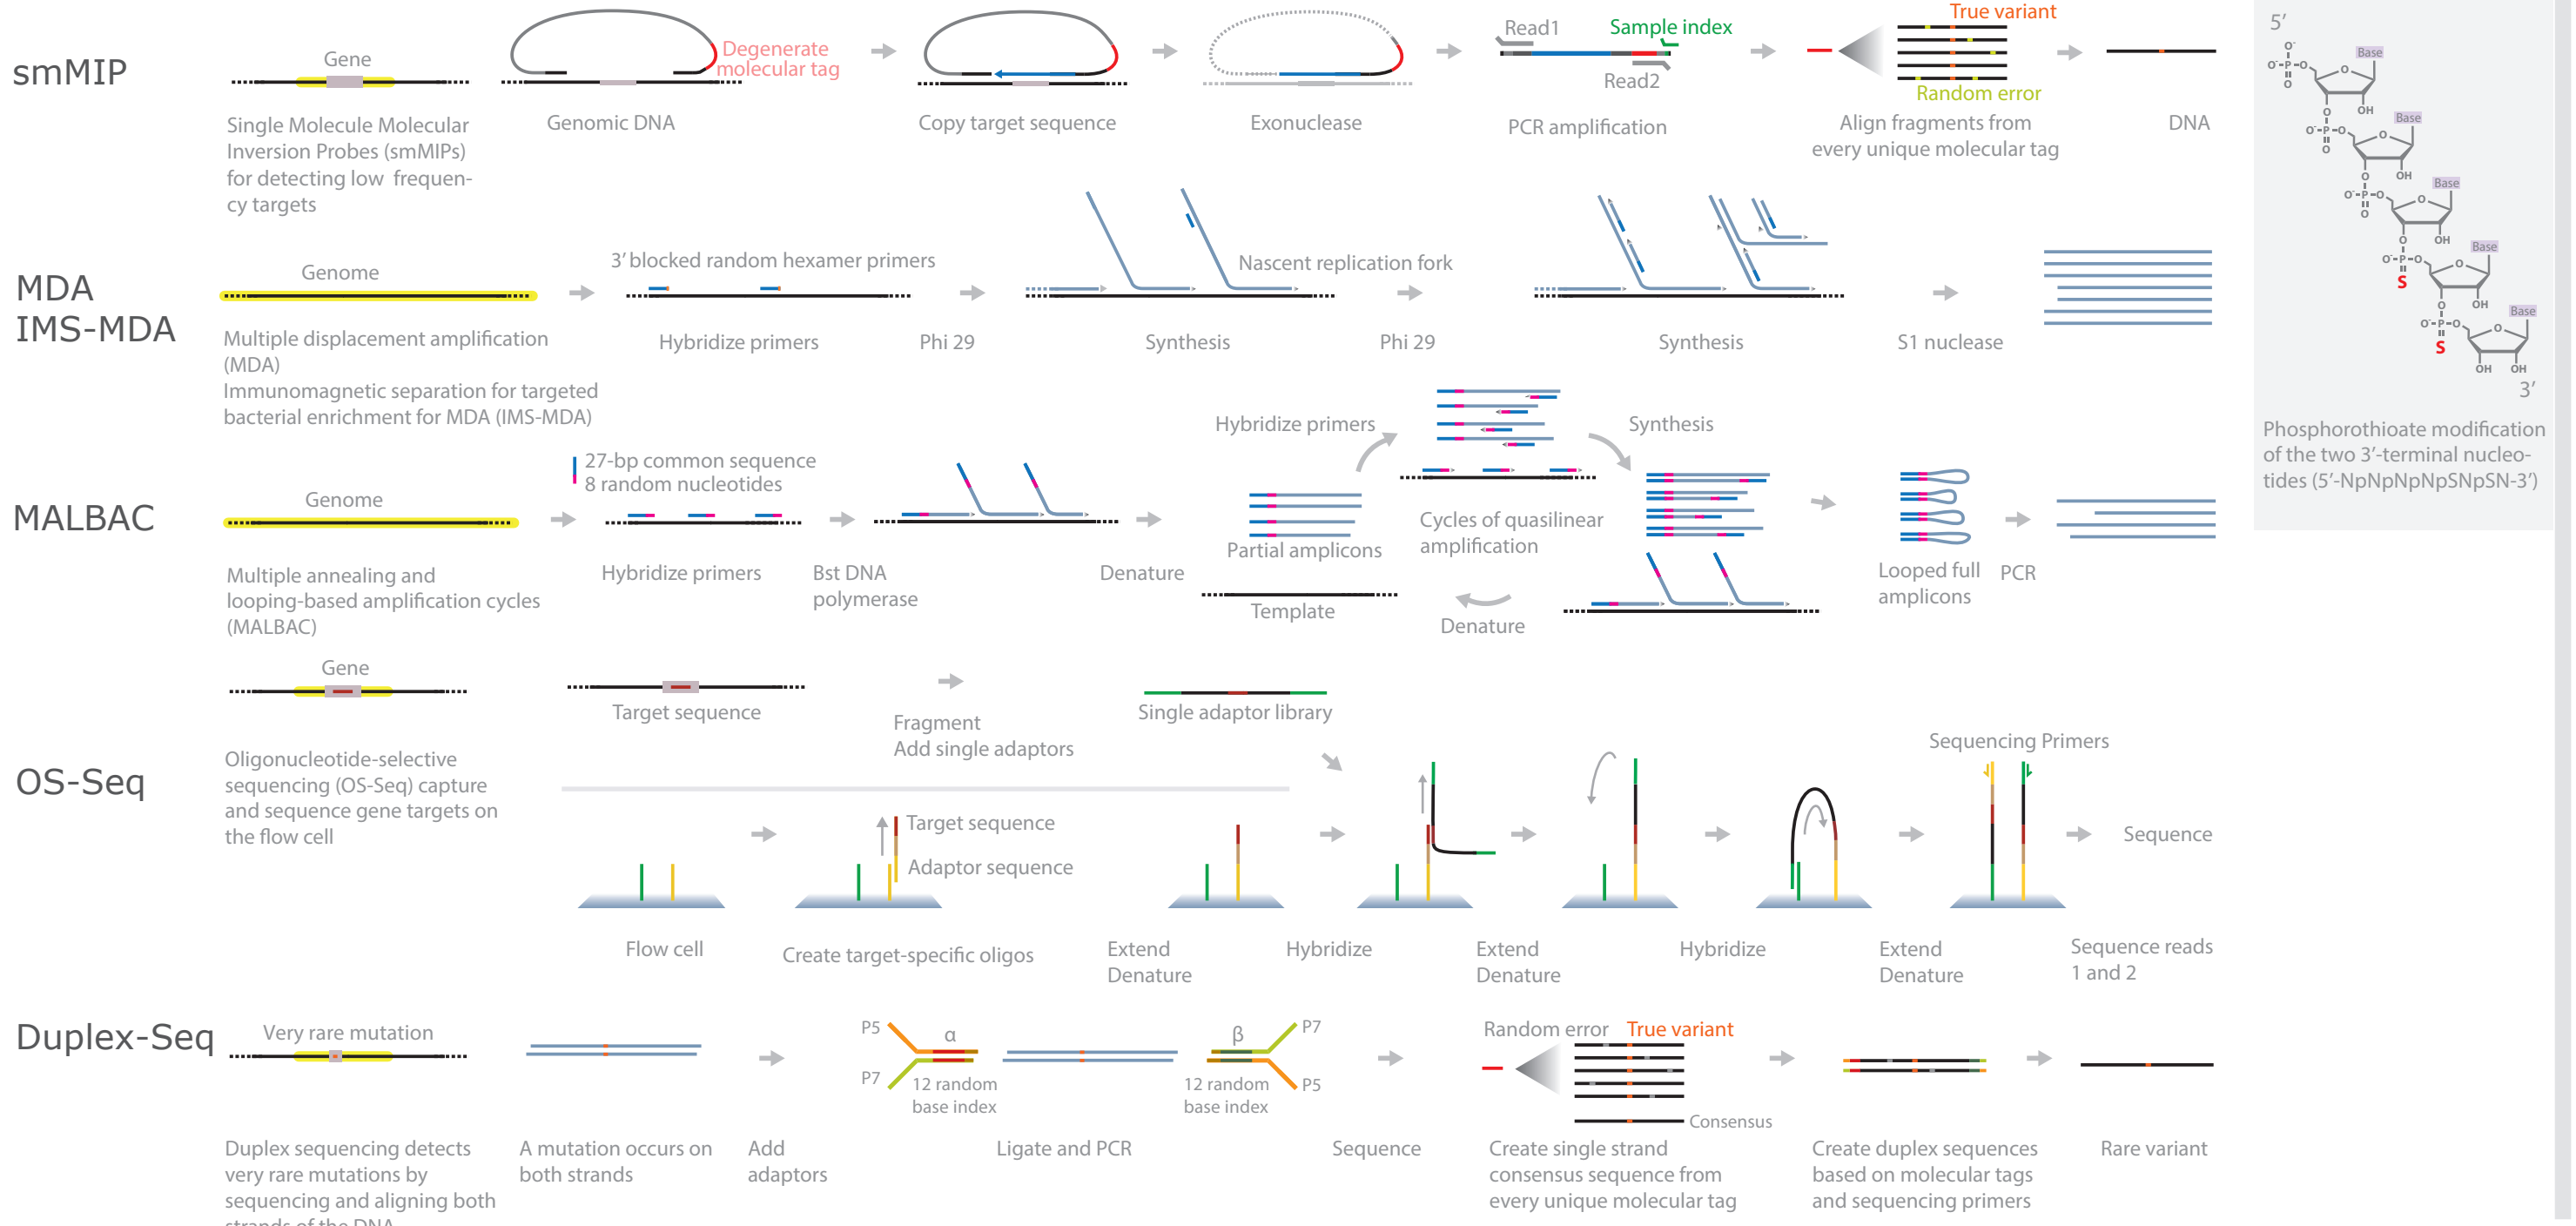 smMIP
Gene
Single Molecule Molecular
Inversion Probes (smMIPs)
for detecting low frequen-
cy targets
Degenerate
molecular tag
Genomic DNA
Copy target sequence
Exonuclease
Read1
Sample index
Read2
PCR amplification
True variant
Random error
Align fragments from
every unique molecular tag
DNA
MDA
IMS-MDA
Genome
Multiple displacement amplification
(MDA)
Immunomagnetic separation for targeted
bacterial enrichment for MDA (IMS-MDA)
3’ blocked random hexamer primers
Hybridize primers
Phi 29
Synthesis
Nascent replication fork
Phi 29
Synthesis
S1 nuclease
MALBAC
Genome
Multiple annealing and
looping-based amplification cycles
(MALBAC)
27-bp common sequence
8 random nucleotides
Hybridize primers
Bst DNA
polymerase
Denature
Partial amplicons
Template
Hybridize primers
Cycles of quasilinear
amplification
Synthesis
Denature
Looped full
amplicons
PCR
OS-Seq
Gene
Oligonucleotide-selective
sequencing (OS-Seq) capture
and sequence gene targets on
the flow cell
Target sequence
Fragment
Add single adaptors
Single adaptor library
Flow cell
Target sequence
Adaptor sequence
Create target-specific oligos
Extend
Denature
Hybridize
Extend
Denature
Hybridize
Extend
Denature
Sequencing Primers
Sequence
Sequence reads
1 and 2
Duplex-Seq
Very rare mutation
Duplex sequencing detects
very rare mutations by
sequencing and aligning both
strands of the DNA
A mutation occurs on
both strands
Add
adaptors
P5
α
P7
12 random
base index
Ligate and PCR
β
P7
P5
12 random
base index
Sequence
Random error
True variant
Consensus
Create single strand
consensus sequence from
every unique molecular tag
Create duplex sequences
based on molecular tags
and sequencing primers
Rare variant
5’
O⁻
O⁻-P-O
O
O
Base
OH
O
O⁻-P-O
O
O
Base
OH
O
O⁻-P-O
O
O
Base
OH
O
O⁻-P-O
S
O
Base
OH
O
O⁻-P-O
S
O
Base
OH
OH
3’
Phosphorothioate modification
of the two 3’-terminal nucleo-
tides (5’-NpNpNpNpSNpSN-3’)